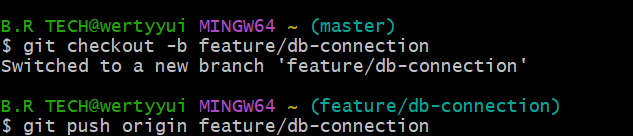 B.R TECH@wertyyui MINGW64 ~ (master)
$ git checkout -b feature/db-connection
Switched to a new branch 'feature/db-connection'
B.R TECH@wertyyui MINGW64 ~ (feature/db-connection)
$ git push origin feature/db-connection